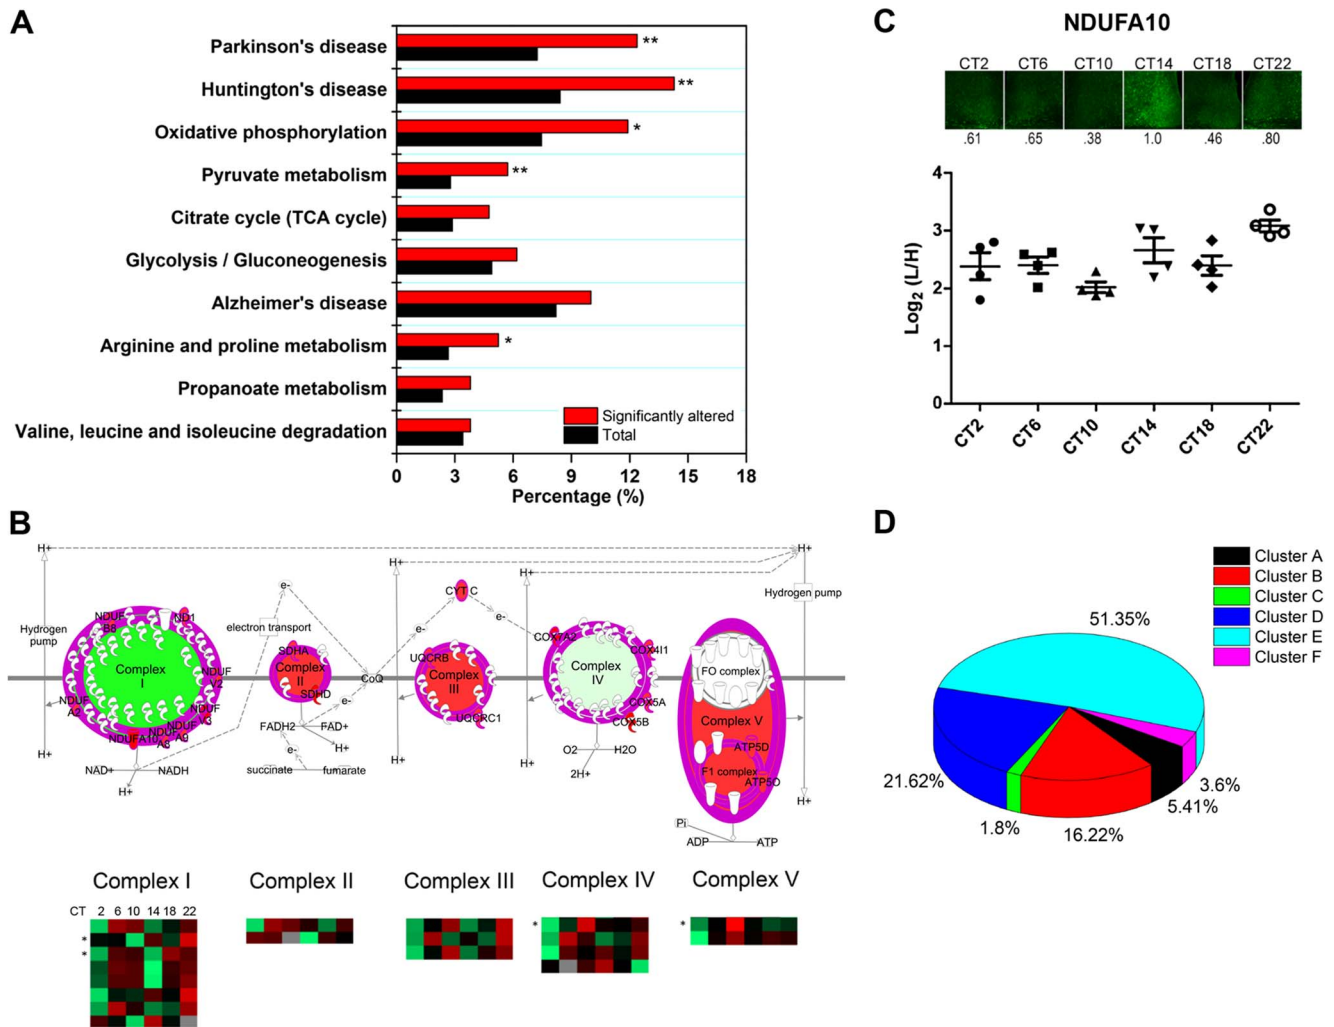 A
Parkinson's disease
**
Huntington's disease
**
Oxidative phosphorylation
*
Pyruvate metabolism
**
Citrate cycle (TCA cycle)
Glycolysis / Gluconeogenesis
Alzheimer's disease
Arginine and proline metabolism
*
Propanoate metabolism
Valine, leucine and isoleucine degradation
Significantly altered
Total
0 3 6 9 12 15 18
Percentage (%)
C
NDUFA10
CT2 CT6 CT10 CT14 CT18 CT22
.61 .65 .38 1.0 .46 .80
4
3
2
1
0
Log2 (L/H)
CT2 CT6 CT10 CT14 CT18 CT22
B
H+ H+
H+
H+
Hydrogen pump
Hydrogen
pump
electron transport
e-
e-
e-
e-
e-
CYT C
CoQ
NDUF
B8
ND1
NDUF
V2
NDUF
A2
NDUF
V3
NDUF
A9
NDUF
A8
NDUFA10
Complex
I
SDHA
Complex
II
SDHD
UQCRB
Complex
III
UQCRC1
COX7A2
COX4I1
Complex
IV
COX5A
COX5B
FO complex
Complex V
ATP5D
F1 complex
ATP5O
FADH2 FAD+
H+
succinate fumarate
NAD+ NADH
H+
H+
H+
H+
O2 H2O
2H+
H+
Pi
ADP ATP
Complex I
Complex II
Complex III
Complex IV
Complex V
CT 2 6 10 14 18 22
*
*
*
*
D
Cluster A
Cluster B
Cluster C
Cluster D
Cluster E
Cluster F
51.35%
21.62%
1.8%
16.22%
5.41%
3.6%